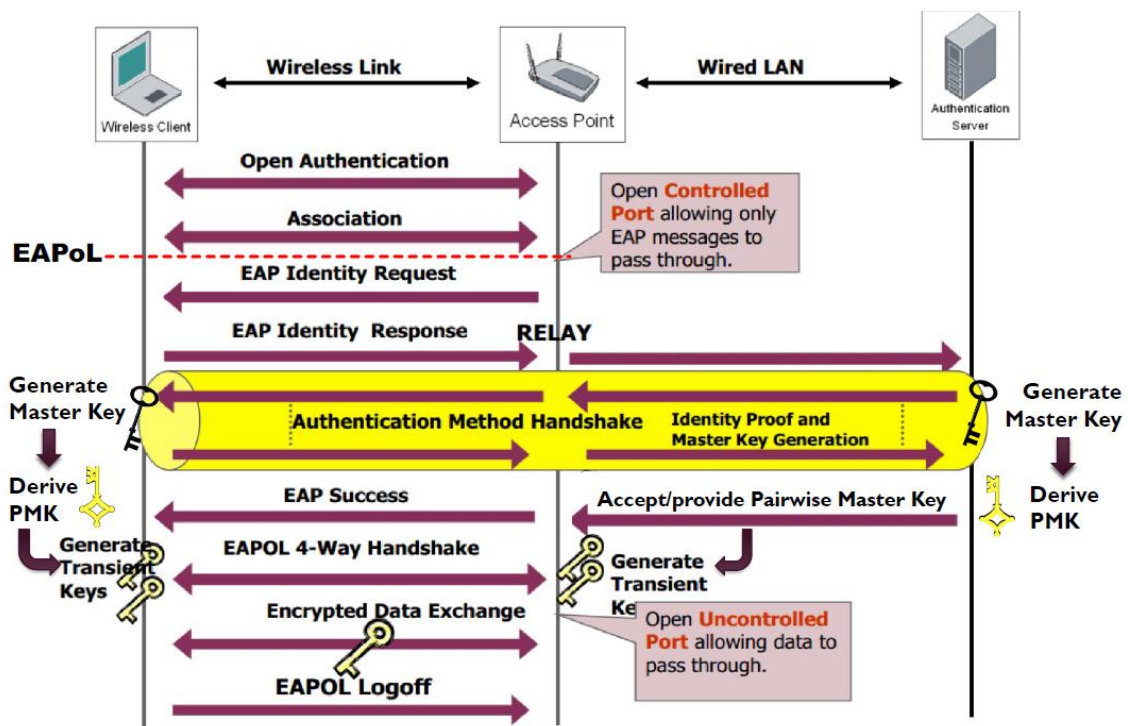 Wireless Link
Wired LAN
Wireless Client
Access Point
Authentication
Server
Open Authentication
Open Controlled
Port allowing only
EAP messages to
pass through.
Association
EAPoL
EAP Identity Request
EAP Identity Response
RELAY
Generate
Master Key
Authentication Method Handshake
Identity Proof and
Master Key Generation
Generate
Master Key
Derive
PMK
EAP Success
Accept/provide Pairwise Master Key
Derive
PMK
Generate
Transient
Keys
EAPOL 4-Way Handshake
Generate
Transient
Encrypted Data Exchange
Open Uncontrolled
Port allowing data to
pass through.
EAPOL Logoff